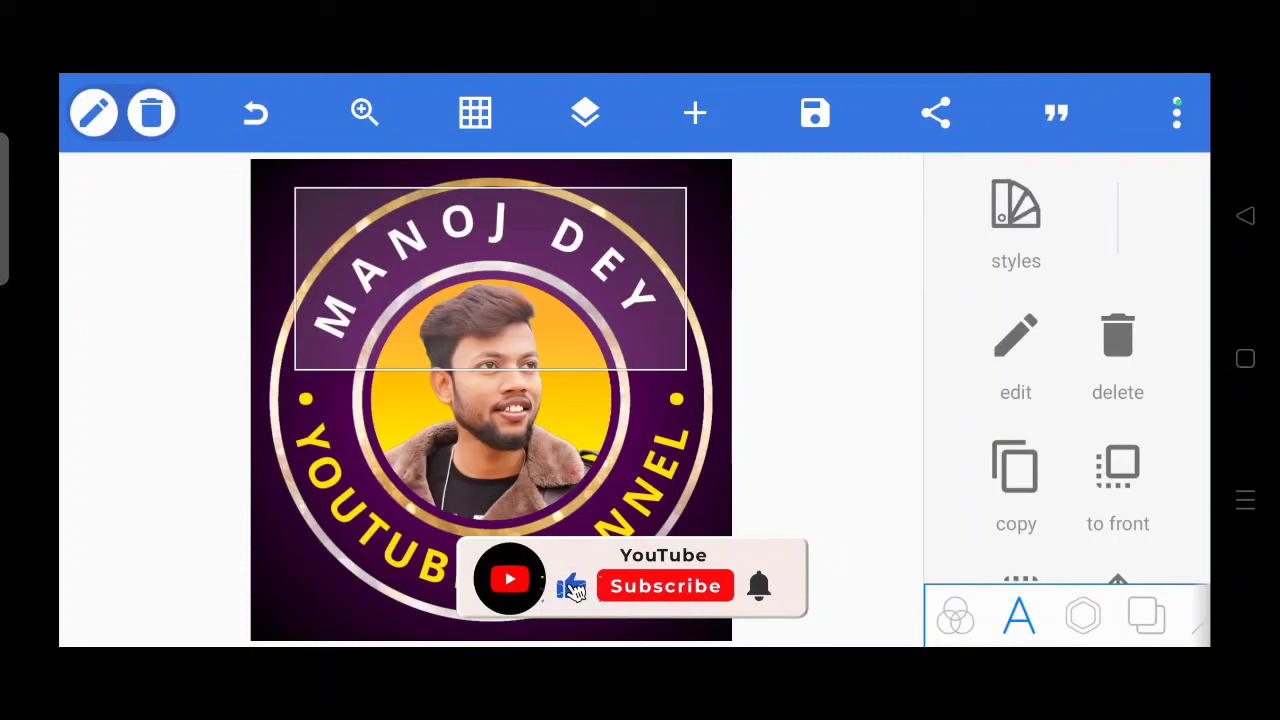 MANOJ DEY
YOUTUB NNEL
YouTube
Subscribe
styles
edit
delete
copy
to front